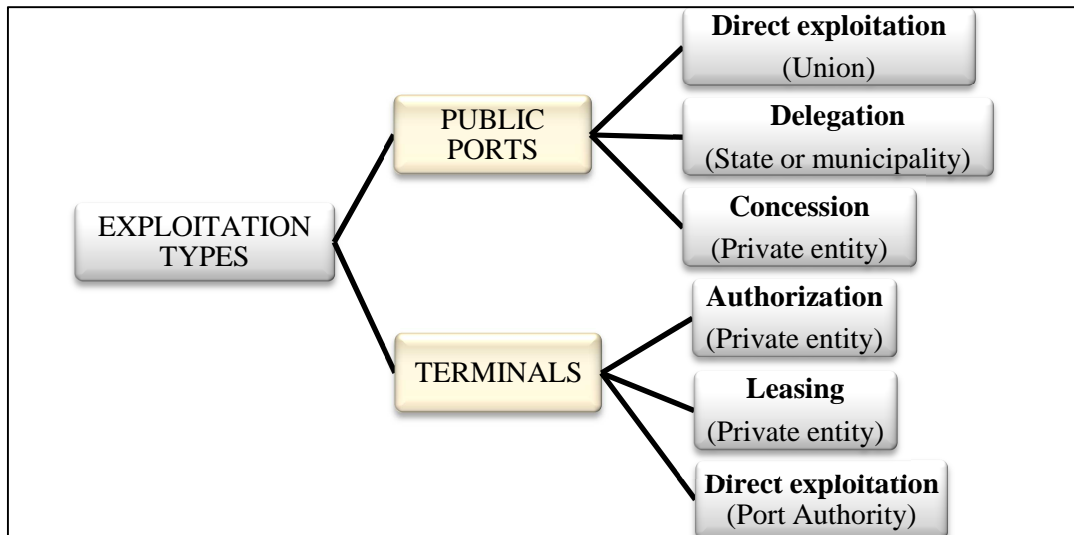 EXPLOITATION
TYPES
PUBLIC
PORTS
Direct exploitation
(Union)
Delegation
(State or municipality)
Concession
(Private entity)
TERMINALS
Authorization
(Private entity)
Leasing
(Private entity)
Direct exploitation
(Port Authority)